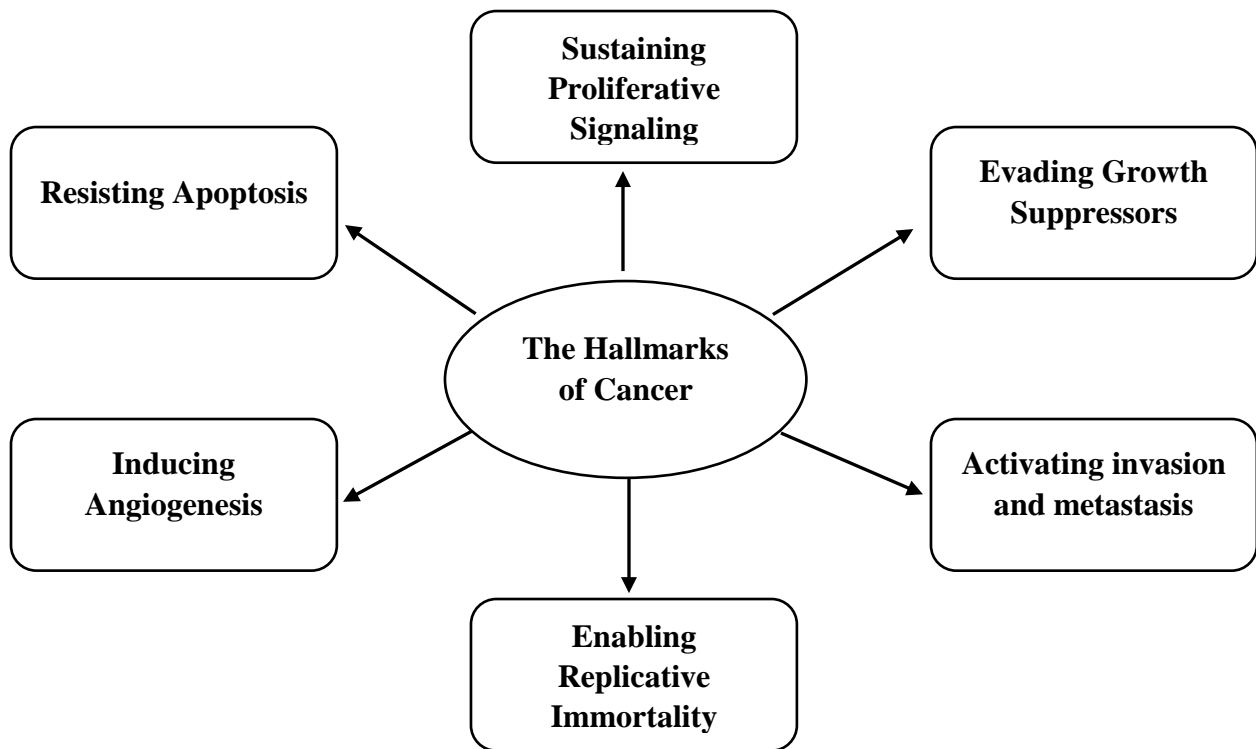 Sustaining
Proliferative
Signaling
Resisting Apoptosis
Evading Growth
Suppressors
The Hallmarks
of Cancer
Inducing
Angiogenesis
Activating invasion
and metastasis
Enabling
Replicative
Immortality